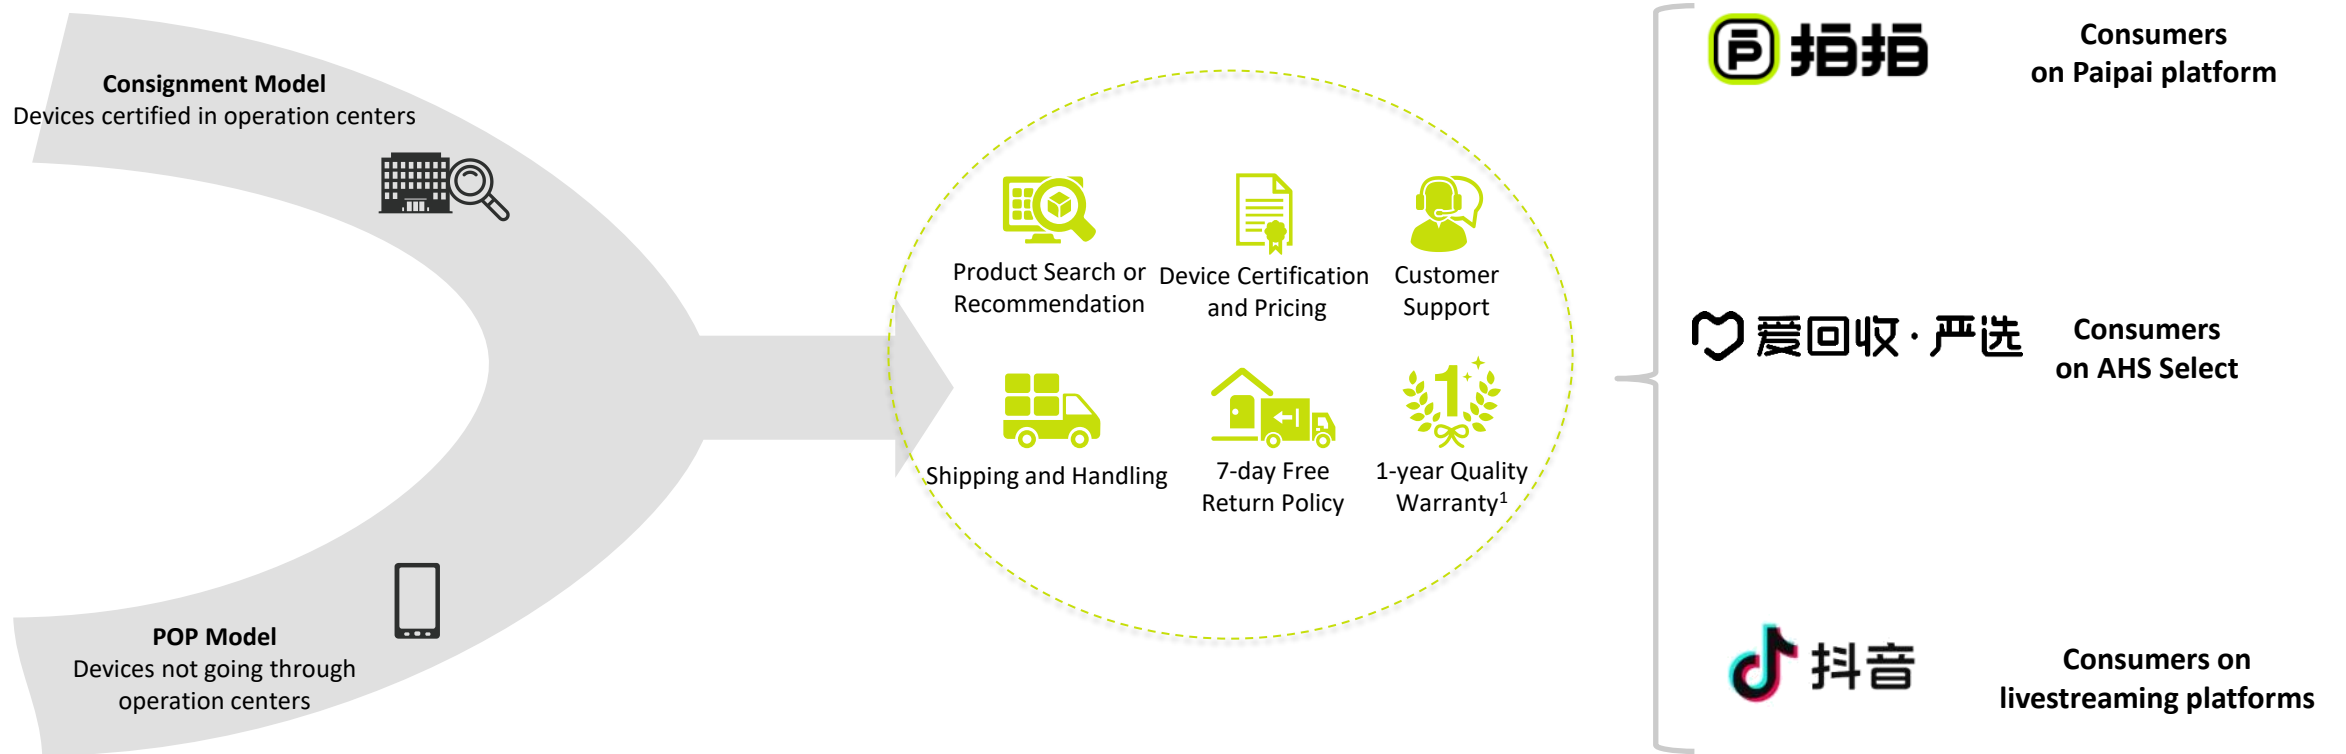 Consignment Model
Devices certified in operation centers
POP Model
Devices not going through
operation centers
Product Search or
Recommendation
Device Certification
and Pricing
Customer
Support
Shipping and Handling
7-day Free
Return Policy
1
1-year Quality
Warranty¹
拍拍
Consumers
on Paipai platform
爱回收·严选
Consumers
on AHS Select
抖音
Consumers on
livestreaming platforms